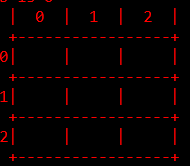 | 0 | 1 | 2 |
+-----+-----+-----+
0|     |     |     |
+-----+-----+-----+
1|     |     |     |
+-----+-----+-----+
2|     |     |     |
+-----+-----+-----+